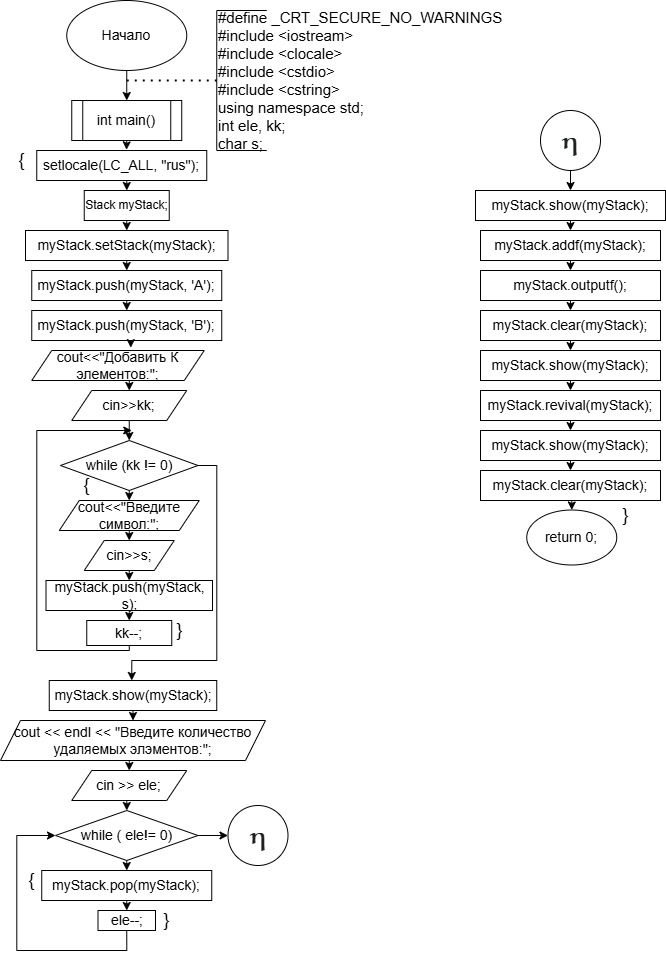 Начало
#define _CRT_SECURE_NO_WARNINGS
#include <iostream>
#include <clocale>
#include <cstdio>
#include <cstring>
using namespace std;
int ele, kk;
char s;
int main()
{
setlocale(LC_ALL, "rus");
Stack myStack;
myStack.setStack(myStack);
myStack.push(myStack, 'A');
myStack.push(myStack, 'B');
cout<<"Добавить К
элементов:";
cin>>kk;
while (kk != 0)
{
cout<<"Введите
символ:";
cin>>s;
myStack.push(myStack,
s);
kk--;
}
myStack.show(myStack);
cout << endl << "Введите количество
удаляемых элэментов:";
cin >> ele;
while ( ele!= 0)
η
{
myStack.pop(myStack);
ele--;
}
η
myStack.show(myStack);
myStack.addf(myStack);
myStack.outputf();
myStack.clear(myStack);
myStack.show(myStack);
myStack.revival(myStack);
myStack.show(myStack);
myStack.clear(myStack);
}
return 0;